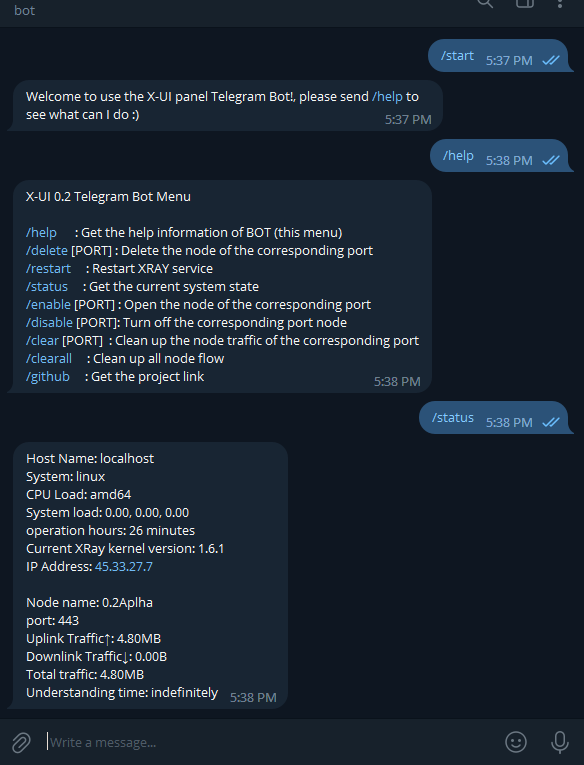 bot
/start 5:37 PM
Welcome to use the X-UI panel Telegram Bot!, please send /help to
see what can I do :)
5:37 PM
/help 5:38 PM
X-UI 0.2 Telegram Bot Menu
/help : Get the help information of BOT (this menu)
/delete [PORT] : Delete the node of the corresponding port
/restart : Restart XRAY service
/status : Get the current system state
/enable [PORT] : Open the node of the corresponding port
/disable [PORT]: Turn off the corresponding port node
/clear [PORT] : Clean up the node traffic of the corresponding port
/clearall : Clean up all node flow
/github : Get the project link
5:38 PM
/status 5:38 PM
Host Name: localhost
System: linux
CPU Load: amd64
System load: 0.00, 0.00, 0.00
operation hours: 26 minutes
Current XRay kernel version: 1.6.1
IP Address: 45.33.27.7
Node name: 0.2Aplha
port: 443
Uplink Traffic↑: 4.80MB
Downlink Traffic↓: 0.00B
Total traffic: 4.80MB
Understanding time: indefinitely 5:38 PM
Write a message...